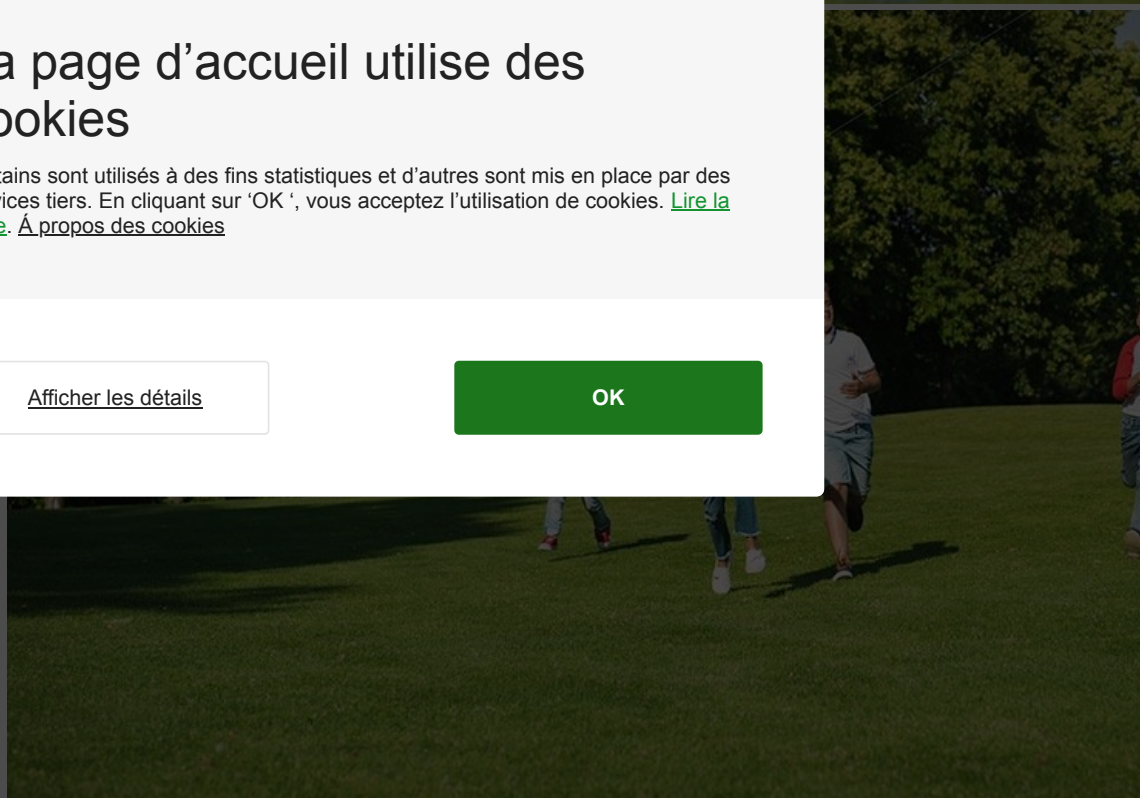 a page d’accueil utilise des
ookies
tains sont utilisés à des fins statistiques et d'autres sont mis en place par des
ices tiers. En cliquant sur ‘OK ‘, vous acceptez l’utilisation de cookies. Lire la
e. Á propos des cookies
Afficher les détails
OK